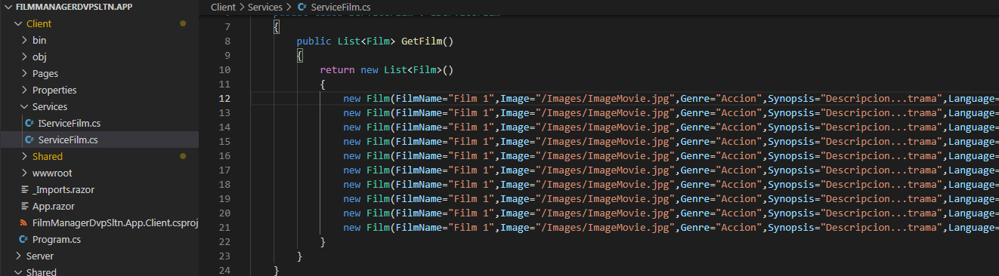 FILMMANAGERDVPSLTN.APP
Client
bin
obj
Pages
Properties
Services
C# IServiceFilm.cs
C# ServiceFilm.cs
Shared
wwwroot
_Imports.razor
App.razor
FilmManagerDvpSltn.App.Client.csproj
C# Program.cs
Server
Shared
Client > Services > C# ServiceFilm.cs
7 {
8 public List<Film> GetFilm()
9 {
10 return new List<Film>()
11 {
12 new Film(FilmName="Film 1",Image="/Images/ImageMovie.jpg",Genre="Accion",Synopsis="Descripcion...trama",Language=
13 new Film(FilmName="Film 1",Image="/Images/ImageMovie.jpg",Genre="Accion",Synopsis="Descripcion...trama",Language=
14 new Film(FilmName="Film 1",Image="/Images/ImageMovie.jpg",Genre="Accion",Synopsis="Descripcion...trama",Language=
15 new Film(FilmName="Film 1",Image="/Images/ImageMovie.jpg",Genre="Accion",Synopsis="Descripcion...trama",Language=
16 new Film(FilmName="Film 1",Image="/Images/ImageMovie.jpg",Genre="Accion",Synopsis="Descripcion...trama",Language=
17 new Film(FilmName="Film 1",Image="/Images/ImageMovie.jpg",Genre="Accion",Synopsis="Descripcion...trama",Language=
18 new Film(FilmName="Film 1",Image="/Images/ImageMovie.jpg",Genre="Accion",Synopsis="Descripcion...trama",Language=
19 new Film(FilmName="Film 1",Image="/Images/ImageMovie.jpg",Genre="Accion",Synopsis="Descripcion...trama",Language=
20 new Film(FilmName="Film 1",Image="/Images/ImageMovie.jpg",Genre="Accion",Synopsis="Descripcion...trama",Language=
21 new Film(FilmName="Film 1",Image="/Images/ImageMovie.jpg",Genre="Accion",Synopsis="Descripcion...trama",Language=
22 }
23 }
24 }